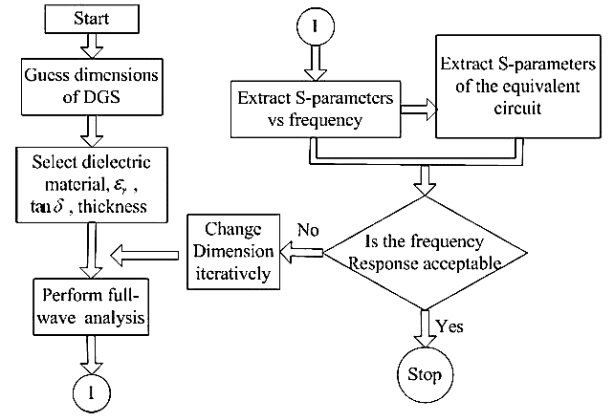 Start
Guess dimensions
of DGS
Select dielectric
material, εr ,
tan δ , thickness
Perform full-
wave analysis
1
1
Extract S-parameters
vs frequency
Extract S-parameters
of the equivalent
circuit
Is the frequency
Response acceptable
No
Change
Dimension
iteratively
Yes
Stop